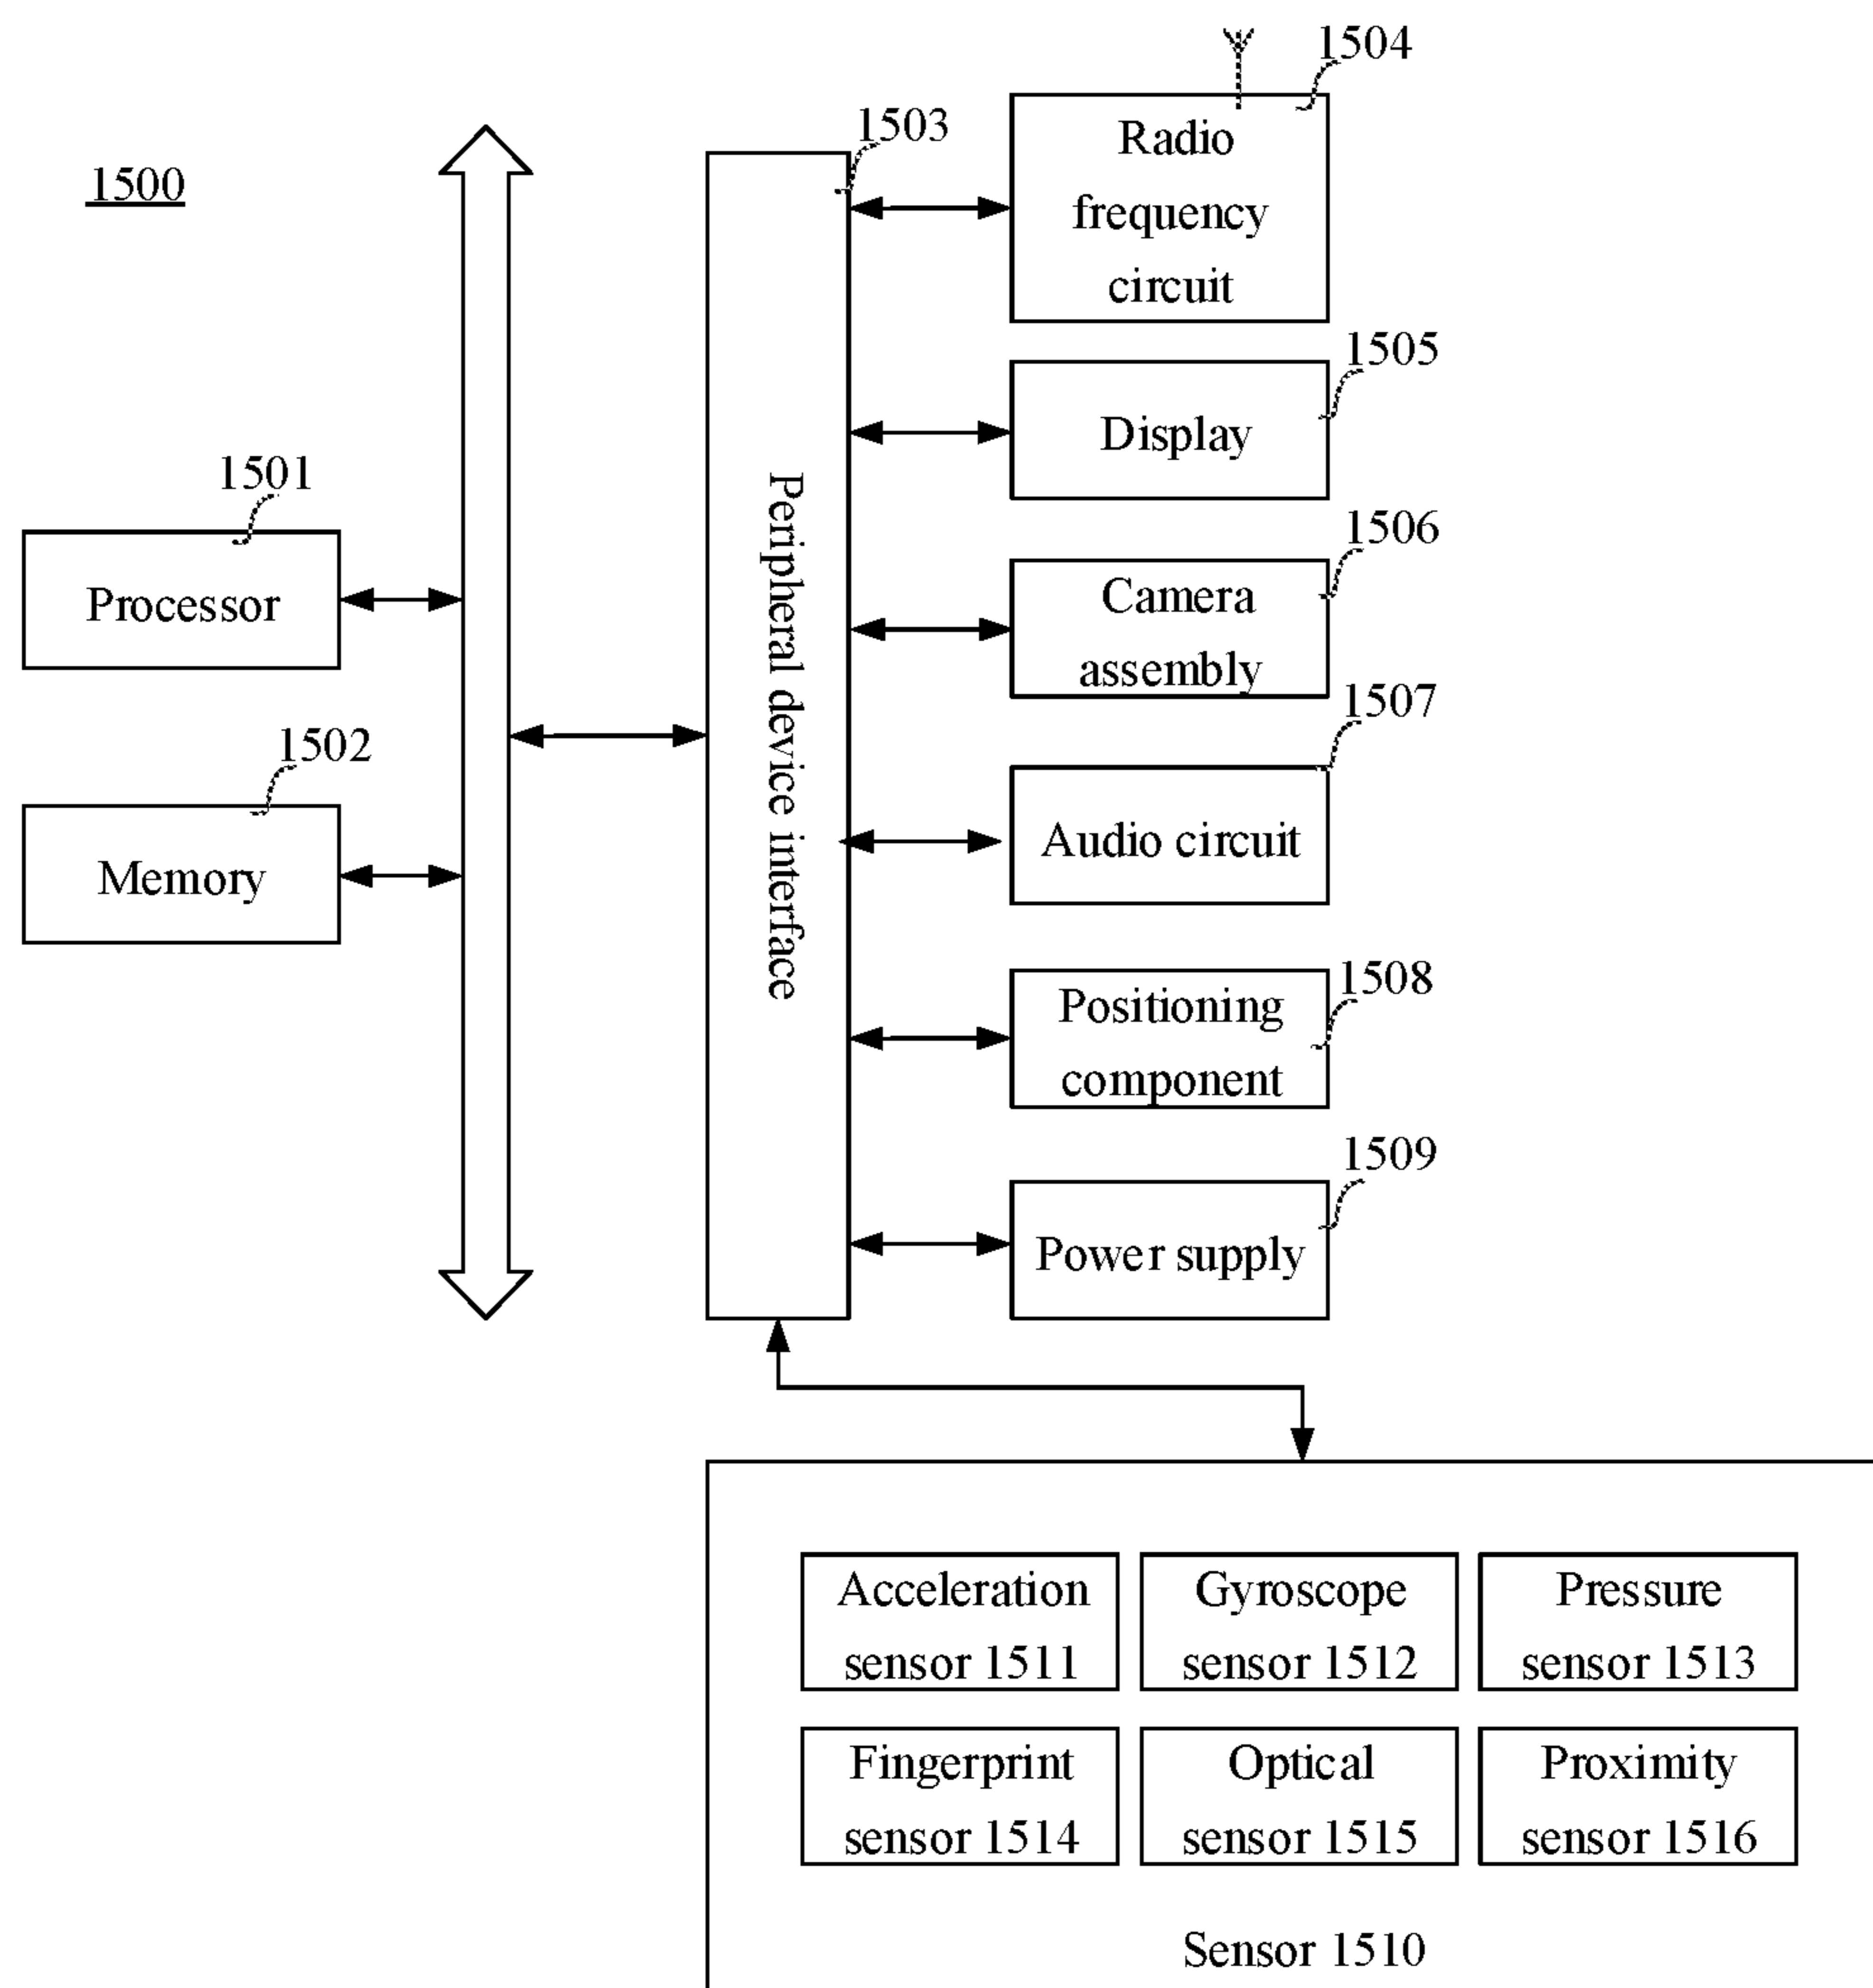 1500
1501
Processor
1502
Memory
1503
Peripheral device interface
1504
Radio
frequency
circuit
1505
Display
1506
Camera
assembly
1507
Audio circuit
1508
Positioning
component
1509
Power supply
Acceleration
sensor 1511
Gyroscope
sensor 1512
Pressure
sensor 1513
Fingerprint
sensor 1514
Optical
sensor 1515
Proximity
sensor 1516
Sensor 1510